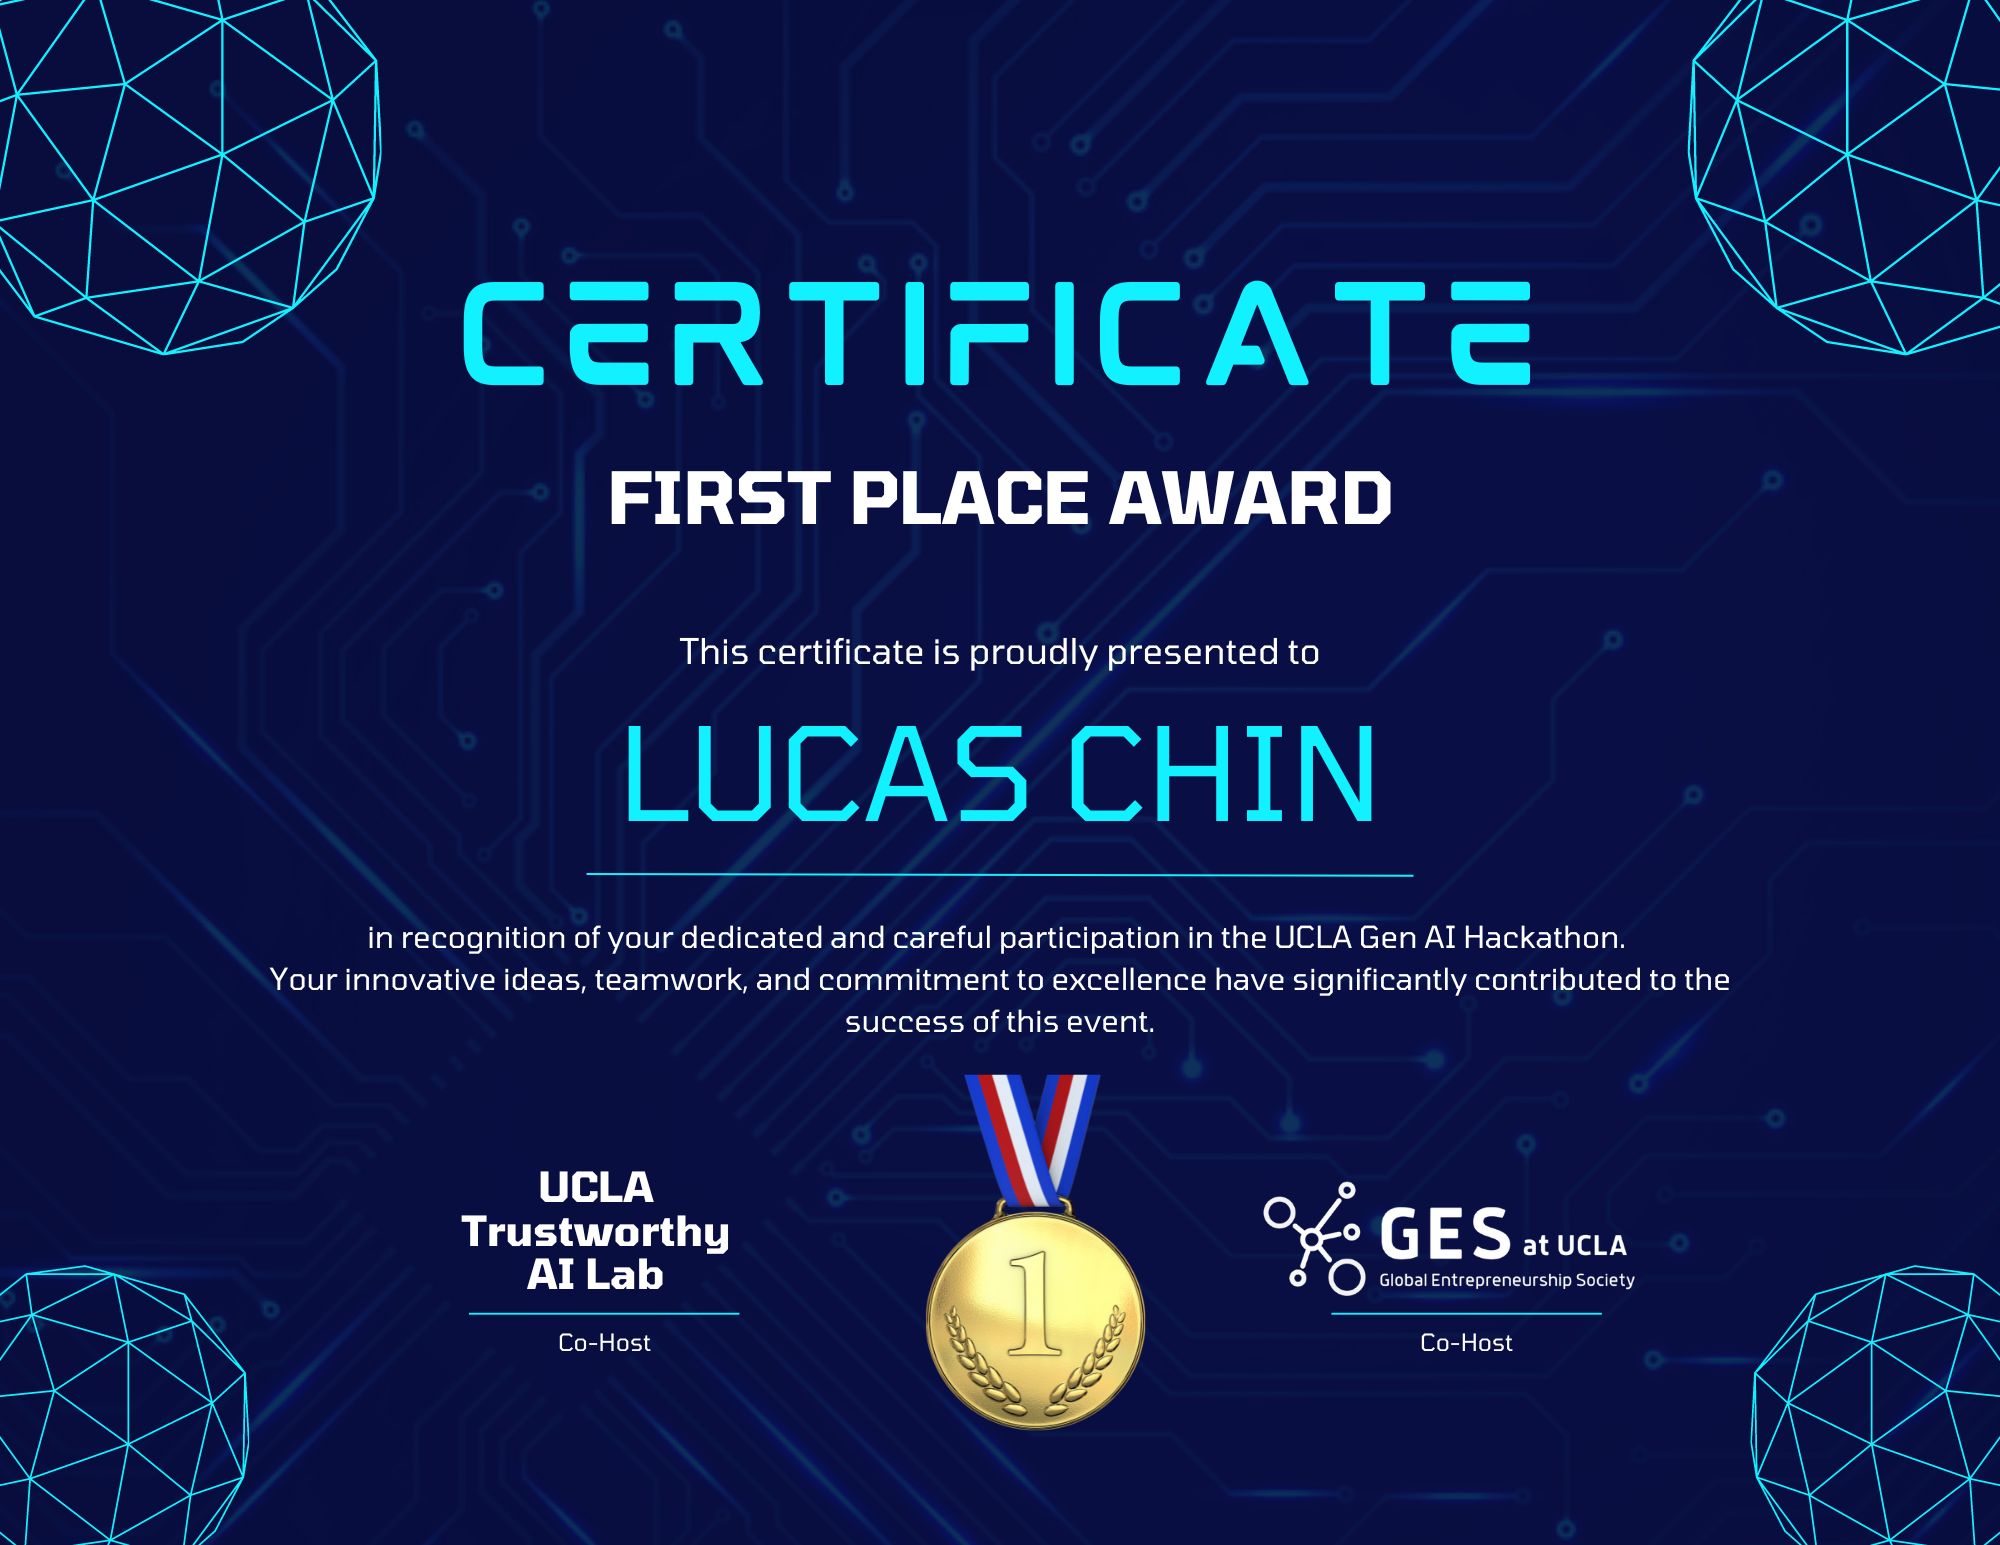 CERTIFICATE
FIRST PLACE AWARD
This certificate is proudly presented to
LUCAS CHIN
in recognition of your dedicated and careful participation in the UCLA Gen AI Hackathon.
Your innovative ideas, teamwork, and commitment to excellence have significantly contributed to the
success of this event.
UCLA
Trustworthy
AI Lab
Co-Host
1
GES at UCLA
Global Entrepreneurship Society
Co-Host